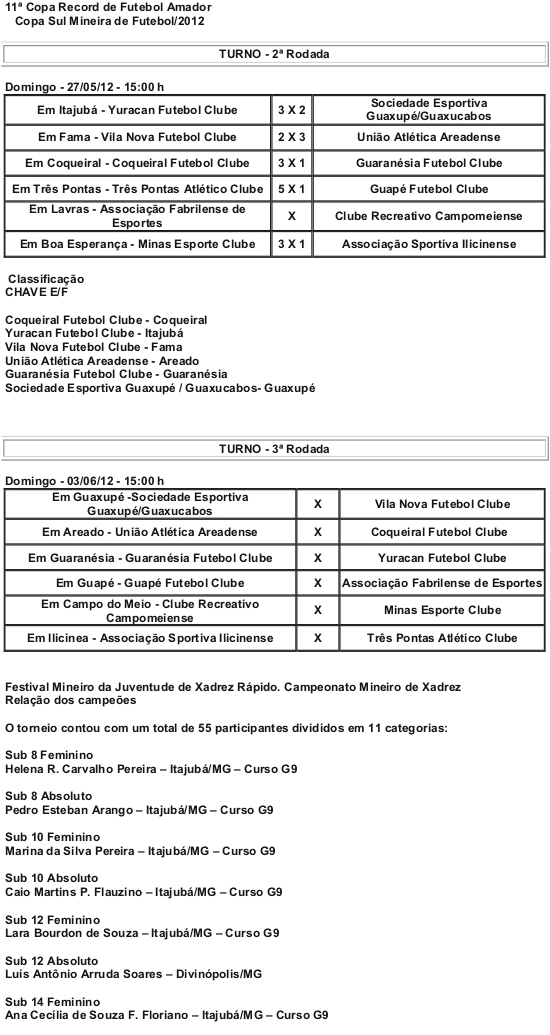 11ª Copa Record de Futebol Amador
Copa Sul Mineira de Futebol/2012
TURNO - 2ª Rodada
Domingo - 27/05/12 - 15:00 h
Em Itajubá - Yuracan Futebol Clube 3 X 2 Sociedade Esportiva
Guaxupé/Guaxucabos
Em Fama - Vila Nova Futebol Clube 2 X 3 União Atlética Areadense
Em Coqueiral - Coqueiral Futebol Clube 3 X 1 Guaranésia Futebol Clube
Em Três Pontas - Três Pontas Atlético Clube 5 X 1 Guapé Futebol Clube
Em Lavras - Associação Fabrilense de
Esportes X Clube Recreativo Campomeiense
Em Boa Esperança - Minas Esporte Clube 3 X 1 Associação Sportiva Ilicinense
Classificação
CHAVE E/F
Coqueiral Futebol Clube - Coqueiral
Yuracan Futebol Clube - Itajubá
Vila Nova Futebol Clube - Fama
União Atlética Areadense - Areado
Guaranésia Futebol Clube - Guaranésia
Sociedade Esportiva Guaxupé / Guaxucabos- Guaxupé
TURNO - 3ª Rodada
Domingo - 03/06/12 - 15:00 h
Em Guaxupé -Sociedade Esportiva
Guaxupé/Guaxucabos X Vila Nova Futebol Clube
Em Areado - União Atlética Areadense X Coqueiral Futebol Clube
Em Guaranésia - Guaranésia Futebol Clube X Yuracan Futebol Clube
Em Guapé - Guapé Futebol Clube X Associação Fabrilense de Esportes
Em Campo do Meio - Clube Recreativo
Campomeiense X Minas Esporte Clube
Em Ilicinea - Associação Sportiva Ilicinense X Três Pontas Atlético Clube
Festival Mineiro da Juventude de Xadrez Rápido. Campeonato Mineiro de Xadrez
Relação dos campeões
O torneio contou com um total de 55 participantes divididos em 11 categorias:
Sub 8 Feminino
Helena R. Carvalho Pereira – Itajubá/MG – Curso G9
Sub 8 Absoluto
Pedro Esteban Arango – Itajubá/MG – Curso G9
Sub 10 Feminino
Marina da Silva Pereira – Itajubá/MG – Curso G9
Sub 10 Absoluto
Caio Martins P. Flauzino – Itajubá/MG – Curso G9
Sub 12 Feminino
Lara Bourdon de Souza – Itajubá/MG – Curso G9
Sub 12 Absoluto
Luís Antônio Arruda Soares – Divinópolis/MG
Sub 14 Feminino
Ana Cecília de Souza F. Floriano – Itajubá/MG – Curso G9